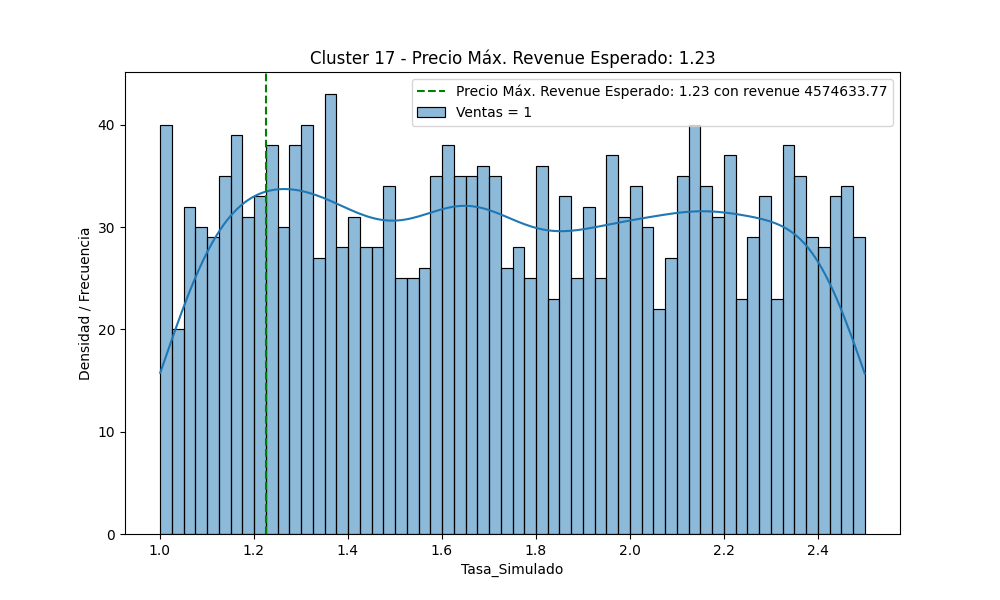 Cluster 17 - Precio Máx. Revenue Esperado: 1.23
Precio Máx. Revenue Esperado: 1.23 con revenue 4574633.77
Ventas = 1
40
30
20
10
0
Densidad / Frecuencia
1.0 1.2 1.4 1.6 1.8 2.0 2.2 2.4
Tasa_Simulado